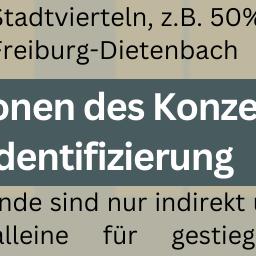 Stadtvierteln, z.B. 50%
Freiburg-Dietenbach
onen des Konze
dentifizierung
nde sind nur indirekt
alleine für gestieg